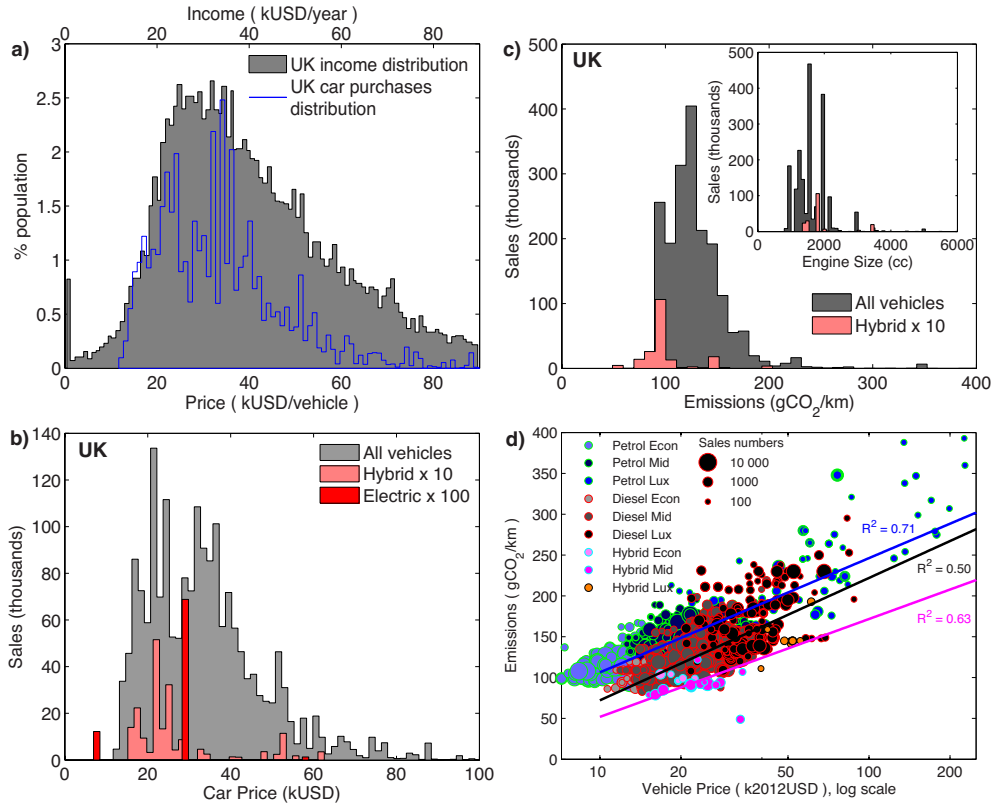 Income ( kUSD/year )
0 20 40 60 80
a)
3
2.5
2
1.5
1
0.5
0
% population
UK income distribution
UK car purchases
distribution
0 20 40 60 80
Price ( kUSD/vehicle )
c)
UK
500
400
300
200
100
0
Sales (thousands)
500
400
300
200
100
0
Sales (thousands)
0 2000 4000 6000
Engine Size (cc)
All vehicles
Hybrid x 10
0 100 200 300 400
Emissions (gCO2/km)
b)
UK
140
120
100
80
60
40
20
0
Sales (thousands)
All vehicles
Hybrid x 10
Electric x 100
0 20 40 60 80 100
Car Price (kUSD)
d)
400
350
300
250
200
150
100
50
0
Emissions ( gCO2/km )
Petrol Econ
Petrol Mid
Petrol Lux
Diesel Econ
Diesel Mid
Diesel Lux
Hybrid Econ
Hybrid Mid
Hybrid Lux
Sales numbers
10 000
1000
100
R2 = 0.71
R2 = 0.50
R2 = 0.63
10 20 50 100 200
Vehicle Price ( k2012USD ), log scale